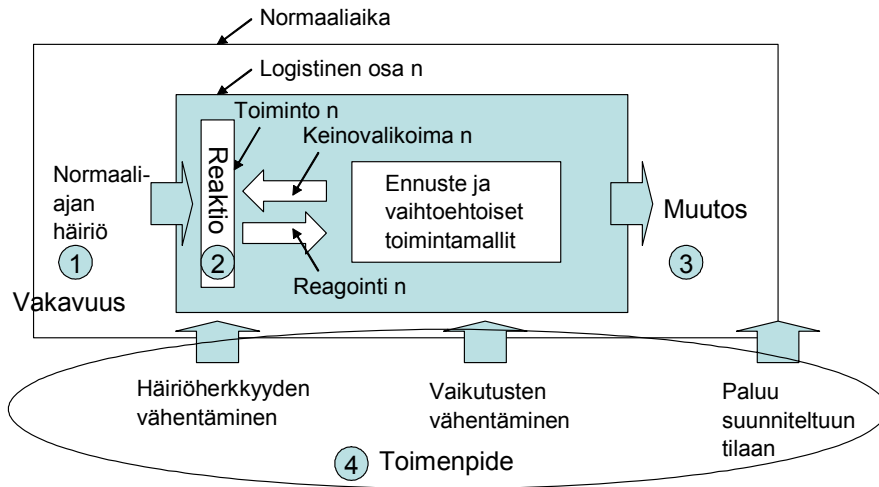 Normaaliaika
Logistinen osa n
Toiminto n
Keinovalikoima n
Normaali-
ajan
häiriö
1
Vakavuus
Reaktio
2
Ennuste ja
vaihtoehtoiset
toimintamallit
Reagointi n
Muutos
3
Häiriöherkkyyden
vähentäminen
Vaikutusten
vähentäminen
Paluu
suunniteltuun
tilaan
4 Toimenpide